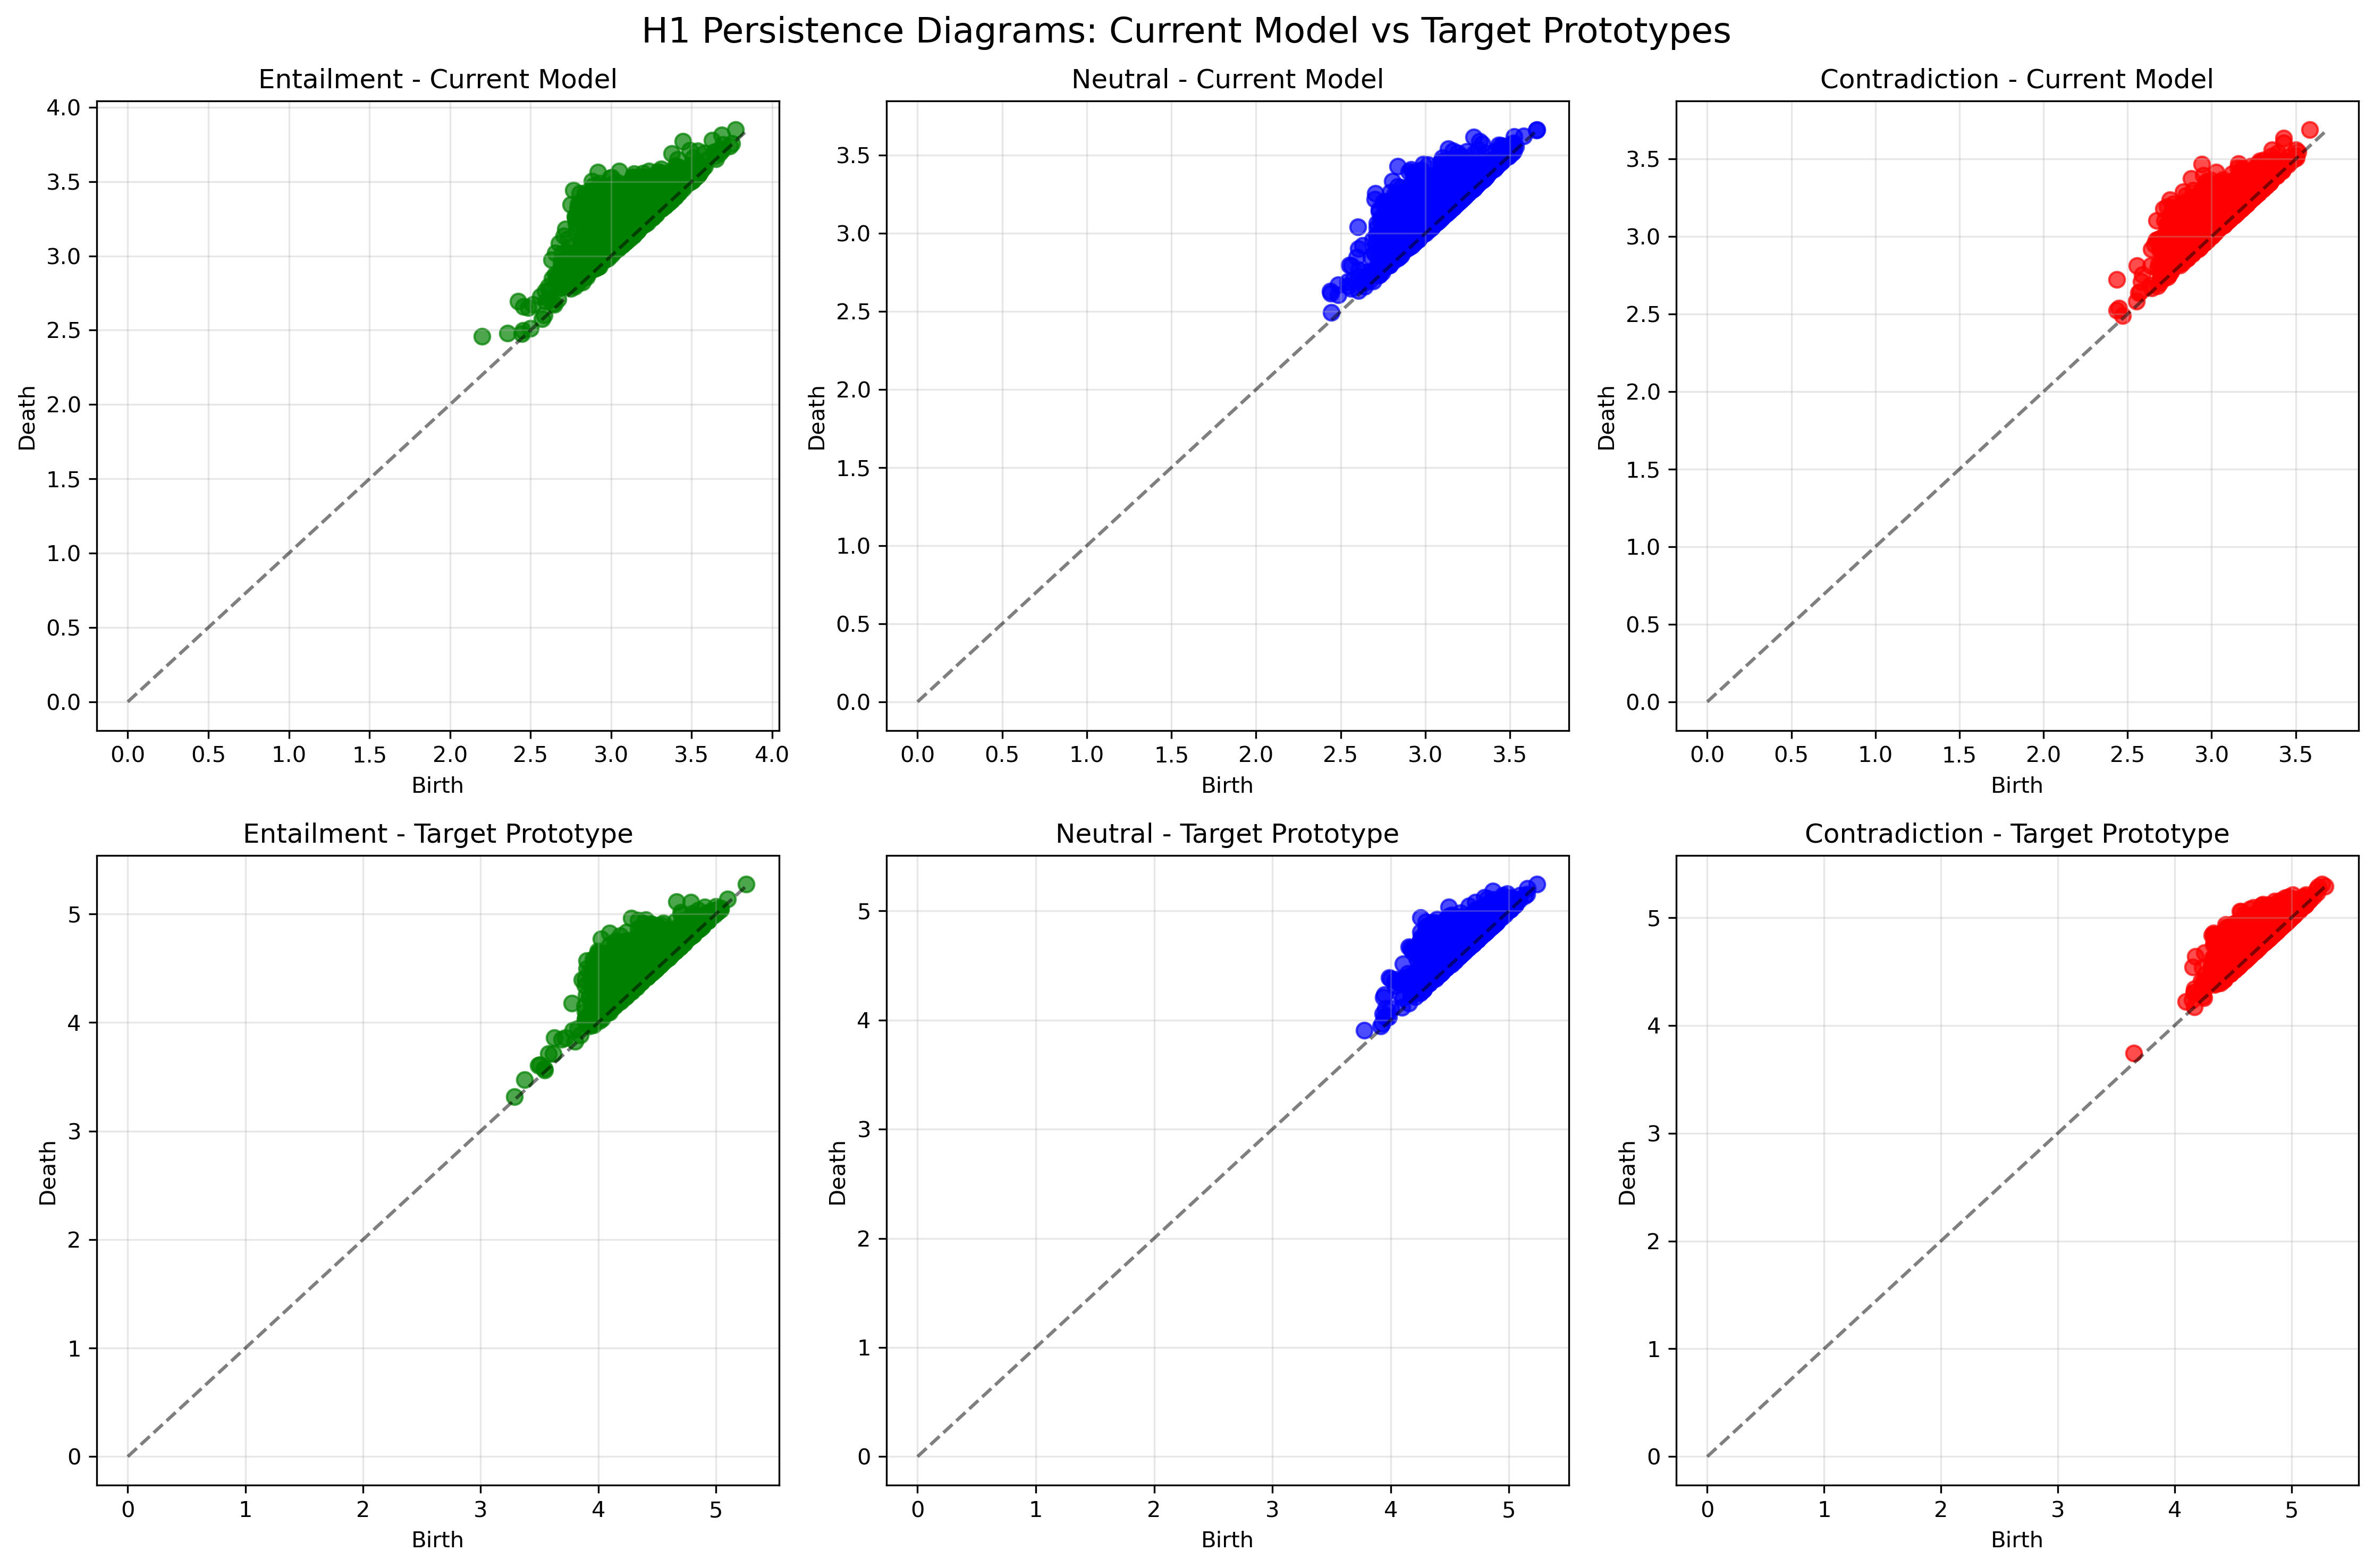 H1 Persistence Diagrams: Current Model vs Target Prototypes
Entailment - Current Model
Neutral - Current Model
Contradiction - Current Model
4.0
3.5
3.0
2.5
2.0
1.5
1.0
0.5
0.0
Death
0.0 0.5 1.0 1.5 2.0 2.5 3.0 3.5 4.0
Birth
3.5
3.0
2.5
2.0
1.5
1.0
0.5
0.0
Death
0.0 0.5 1.0 1.5 2.0 2.5 3.0 3.5
Birth
3.5
3.0
2.5
2.0
1.5
1.0
0.5
0.0
Death
0.0 0.5 1.0 1.5 2.0 2.5 3.0 3.5
Birth
Entailment - Target Prototype
Neutral - Target Prototype
Contradiction - Target Prototype
5
4
3
2
1
0
Death
0 1 2 3 4 5
Birth
5
4
3
2
1
0
Death
0 1 2 3 4 5
Birth
5
4
3
2
1
0
Death
0 1 2 3 4 5
Birth